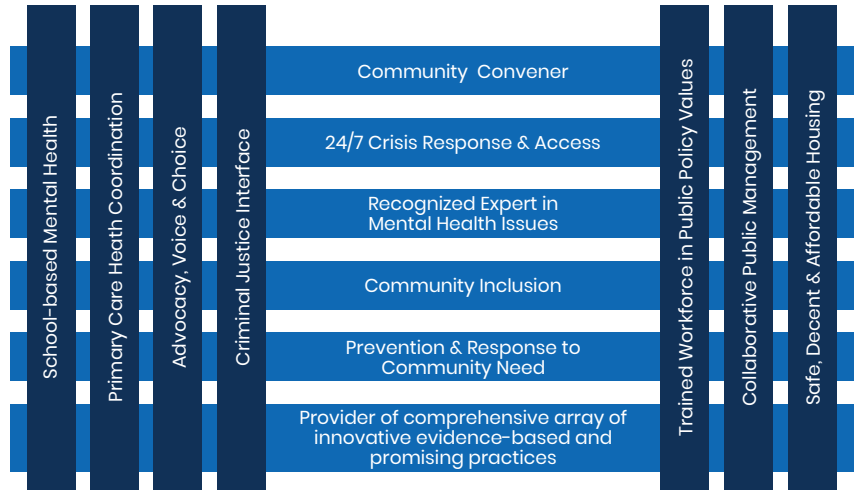 School-based Mental Health
Primary Care Heath Coordination
Advocacy, Voice & Choice
Criminal Justice Interface
Community Convener
24/7 Crisis Response & Access
Recognized Expert in
Mental Health Issues
Community Inclusion
Prevention & Response to
Community Need
Provider of comprehensive array of
innovative evidence-based and
promising practices
Trained Workforce in Public Policy Values
Collaborative Public Management
Safe, Decent & Affordable Housing